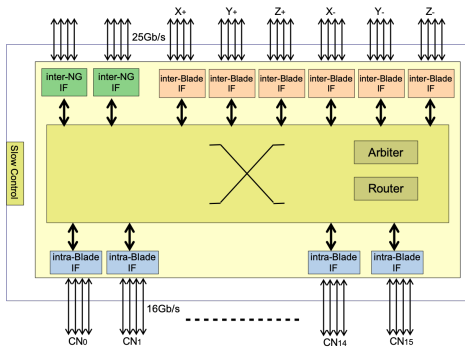 X+ Y+ Z+ X- Y- Z-
25Gb/s
inter-NG IF
inter-NG IF
inter-Blade IF
inter-Blade IF
inter-Blade IF
inter-Blade IF
inter-Blade IF
inter-Blade IF
Slow Control
Arbiter
Router
intra-Blade IF
intra-Blade IF
intra-Blade IF
intra-Blade IF
16Gb/s
CN0 CN1 CN14 CN15